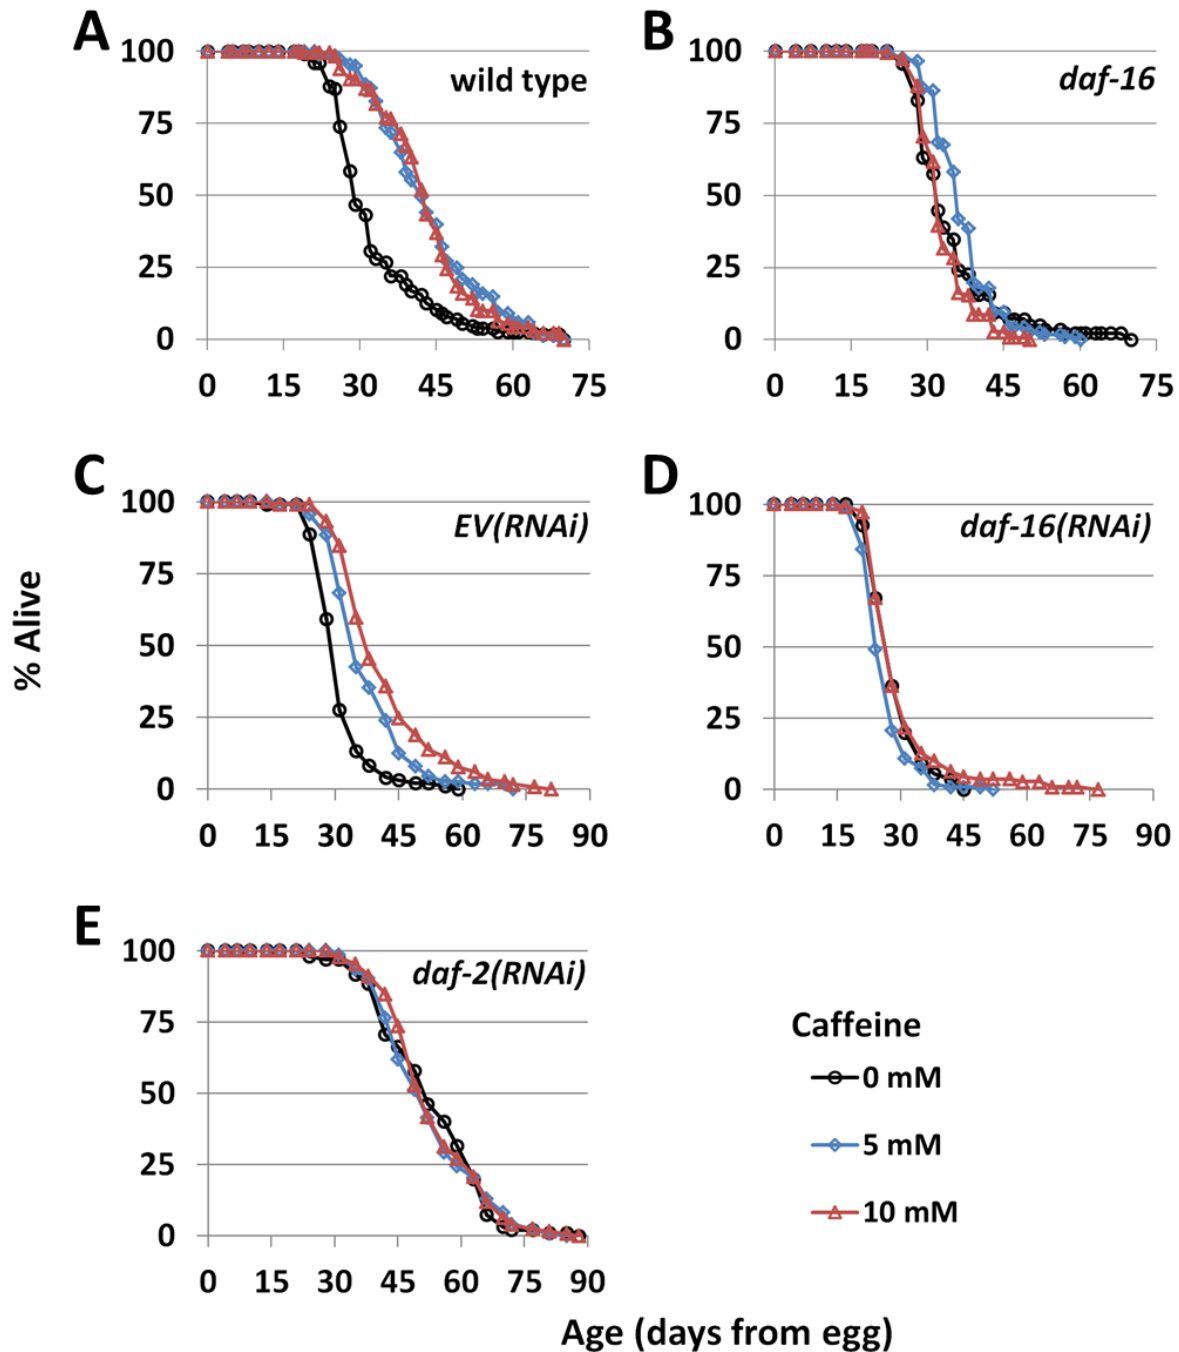 A
wild type
100
75
50
25
0
0 15 30 45 60 75
B
daf-16
100
75
50
25
0
0 15 30 45 60 75
C
EV(RNAi)
100
75
50
25
0
0 15 30 45 60 75 90
D
daf-16(RNAi)
100
75
50
25
0
0 15 30 45 60 75 90
% Alive
E
daf-2(RNAi)
100
75
50
25
0
0 15 30 45 60 75 90
Caffeine
0 mM
5 mM
10 mM
Age (days from egg)